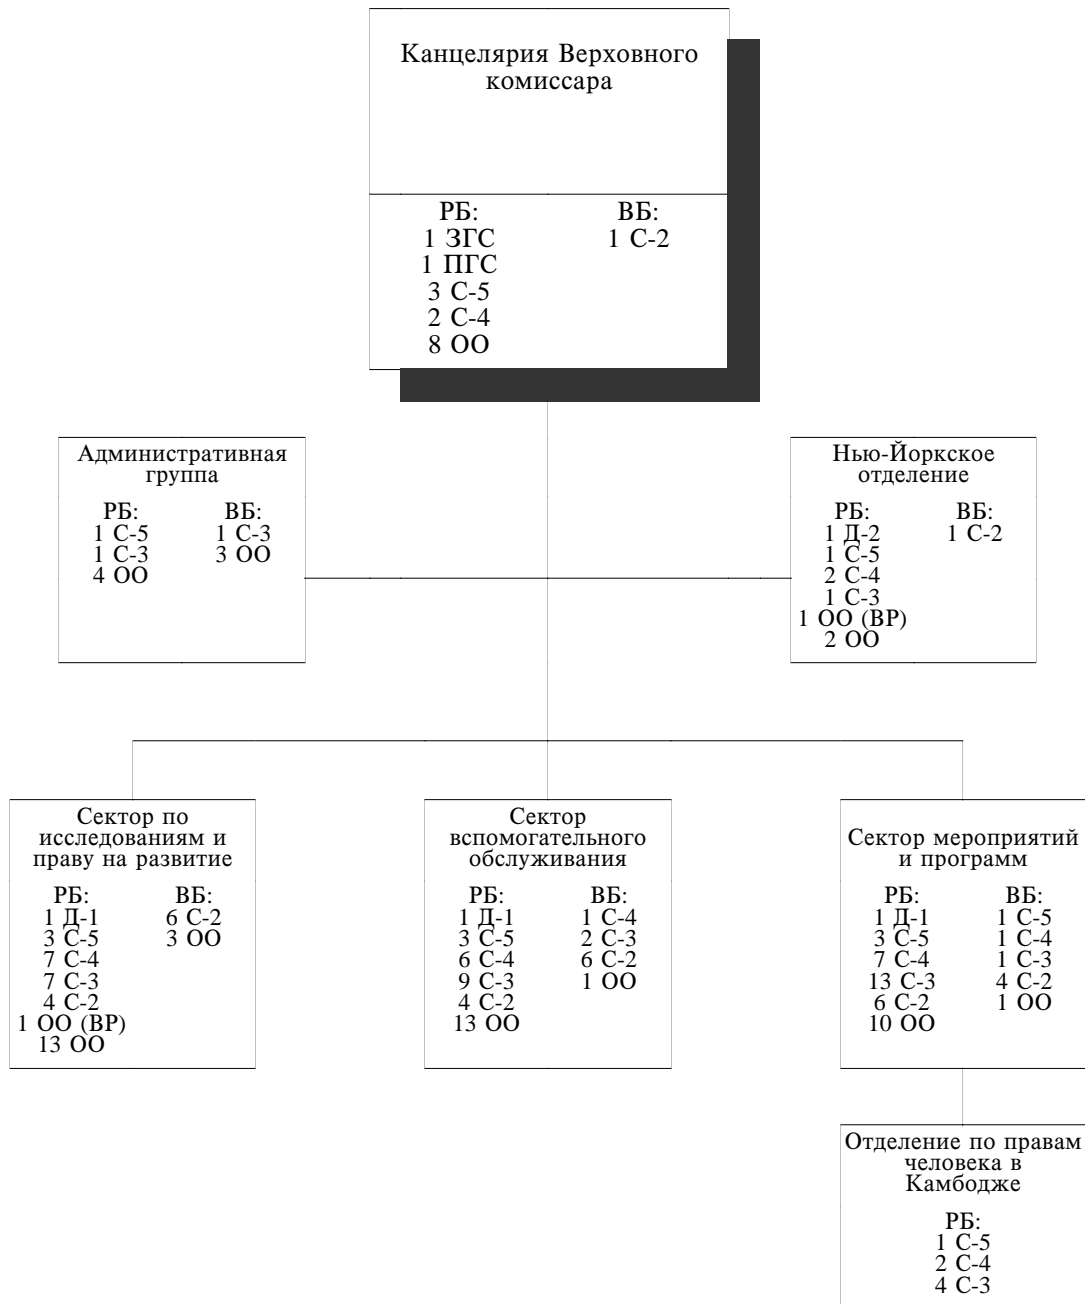 Канцелярия Верховного
комиссара
РБ: ВБ:
1 ЗГС 1 С-2
1 ПГС
3 С-5
2 С-4
8 ОО
Административная
группа
РБ: ВБ:
1 С-5 1 С-3
1 С-3 3 ОО
4 ОО
Нью-Йоркское
отделение
РБ: ВБ:
1 Д-2 1 С-2
1 С-5
2 С-4
1 С-3
1 ОО (ВР)
2 ОО
Сектор по
исследованиям и
праву на развитие
РБ: ВБ:
1 Д-1 6 С-2
3 С-5 3 ОО
7 С-4
7 С-3
4 С-2
1 ОО (ВР)
13 ОО
Сектор
вспомогательного
обслуживания
РБ: ВБ:
1 Д-1 1 С-4
3 С-5 2 С-3
6 С-4 6 С-2
9 С-3 1 ОО
4 С-2
13 ОО
Сектор мероприятий
и программ
РБ: ВБ:
1 Д-1 1 С-5
3 С-5 1 С-4
7 С-4 1 С-3
13 С-3 4 С-2
6 С-2 1 ОО
10 ОО
Отделение по правам
человека в
Камбодже
РБ:
1 С-5
2 С-4
4 С-3